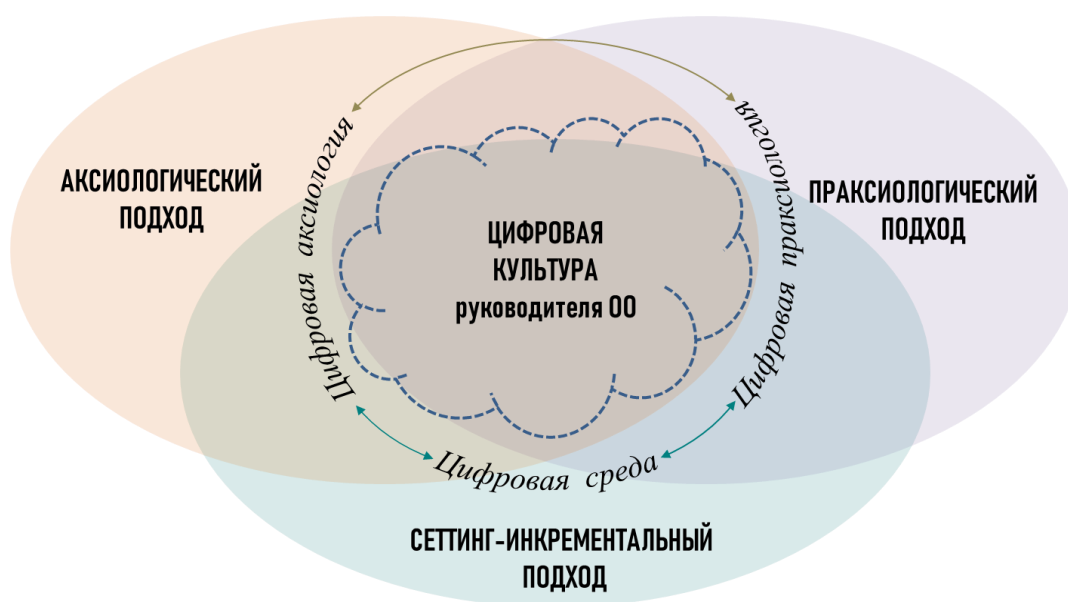 АКСИОЛОГИЧЕСКИЙ
ПОДХОД
Цифровая аксиология
ЦИФРОВАЯ
КУЛЬТУРА
руководителя ОО
Цифровая праксиология
ПРАКСИОЛОГИЧЕСКИЙ
ПОДХОД
Цифровая среда
СЕТТИНГ-ИНКРЕМЕНТАЛЬНЫЙ
ПОДХОД